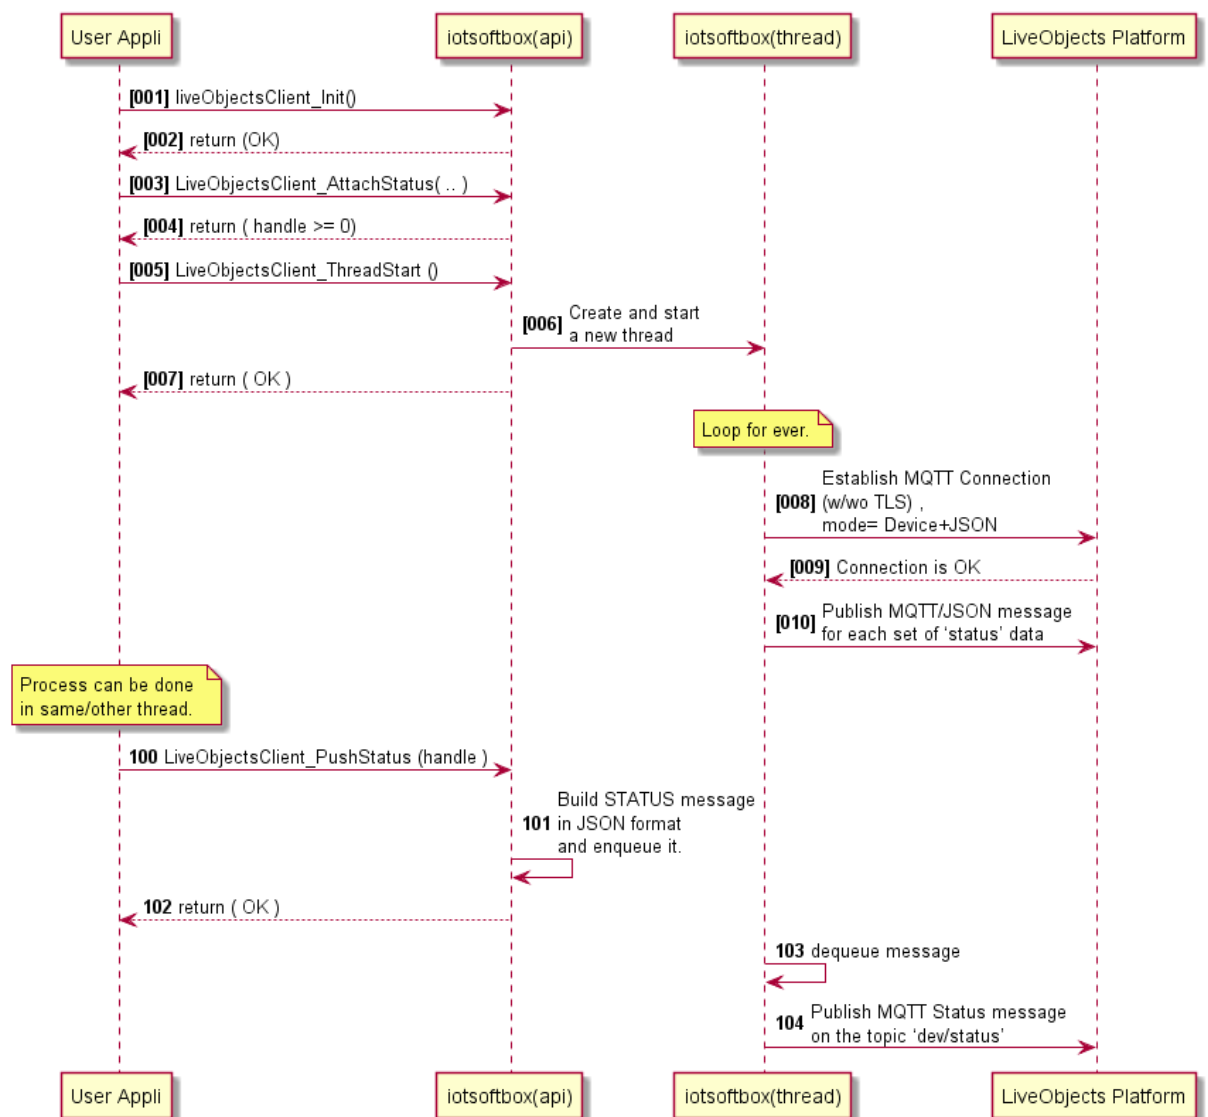 User Appli
iotsoftbox(api)
iotsoftbox(thread)
LiveObjects Platform
[001] liveObjectsClient_Init()
[002] return (OK)
[003] LiveObjectsClient_AttachStatus( .. )
[004] return ( handle >= 0)
[005] LiveObjectsClient_ThreadStart ()
[006] Create and start
a new thread
[007] return ( OK )
Loop for ever.
Establish MQTT Connection
[008] (w/wo TLS) ,
mode= Device+JSON
[009] Connection is OK
[010] Publish MQTT/JSON message
for each set of ‘status’ data
Process can be done
in same/other thread.
100 LiveObjectsClient_PushStatus (handle )
Build STATUS message
101 in JSON format
and enqueue it.
102 return ( OK )
103 dequeue message
104 Publish MQTT Status message
on the topic ‘dev/status’
User Appli
iotsoftbox(api)
iotsoftbox(thread)
LiveObjects Platform